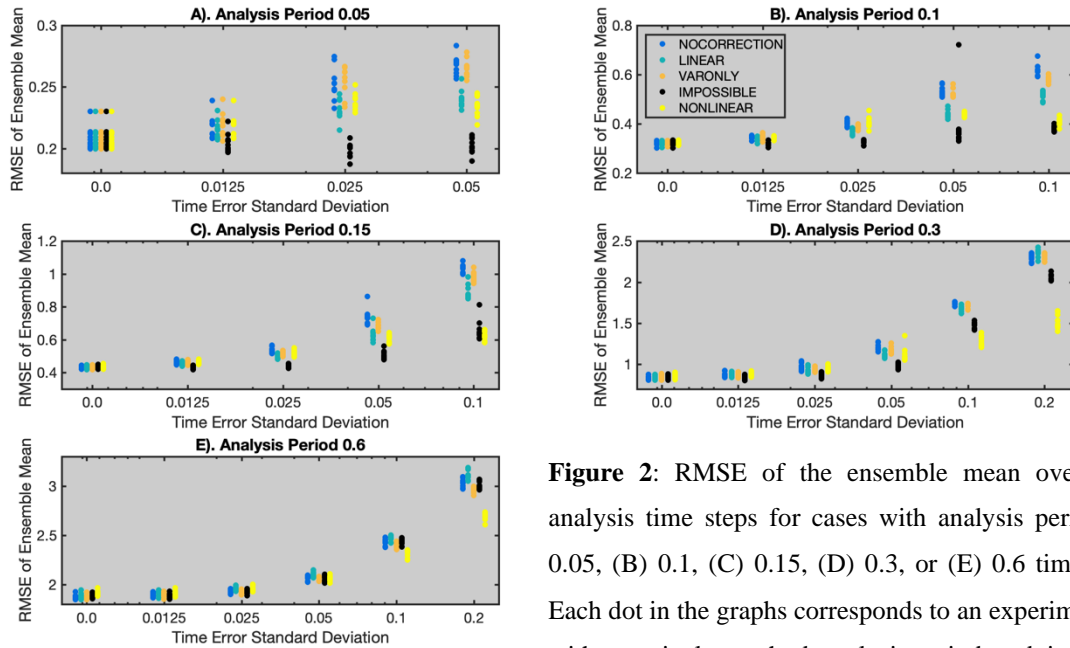 A). Analysis Period 0.05
RMSE of Ensemble Mean
0.3
0.25
0.2
0.0 0.0125 0.025 0.05
Time Error Standard Deviation
B). Analysis Period 0.1
RMSE of Ensemble Mean
0.8
0.6
0.4
0.2
NOCORRECTION
LINEAR
VARONLY
IMPOSSIBLE
NONLINEAR
0.0 0.0125 0.025 0.05 0.1
Time Error Standard Deviation
C). Analysis Period 0.15
RMSE of Ensemble Mean
1.2
1
0.8
0.6
0.4
0.0 0.0125 0.025 0.05 0.1
Time Error Standard Deviation
D). Analysis Period 0.3
RMSE of Ensemble Mean
2.5
2
1.5
1
0.0 0.0125 0.025 0.05 0.1 0.2
Time Error Standard Deviation
E). Analysis Period 0.6
RMSE of Ensemble Mean
3
2.5
2
0.0 0.0125 0.025 0.05 0.1 0.2
Time Error Standard Deviation
Figure 2: RMSE of the ensemble mean over
analysis time steps for cases with analysis peri
0.05, (B) 0.1, (C) 0.15, (D) 0.3, or (E) 0.6 tim
Each dot in the graphs corresponds to an experim